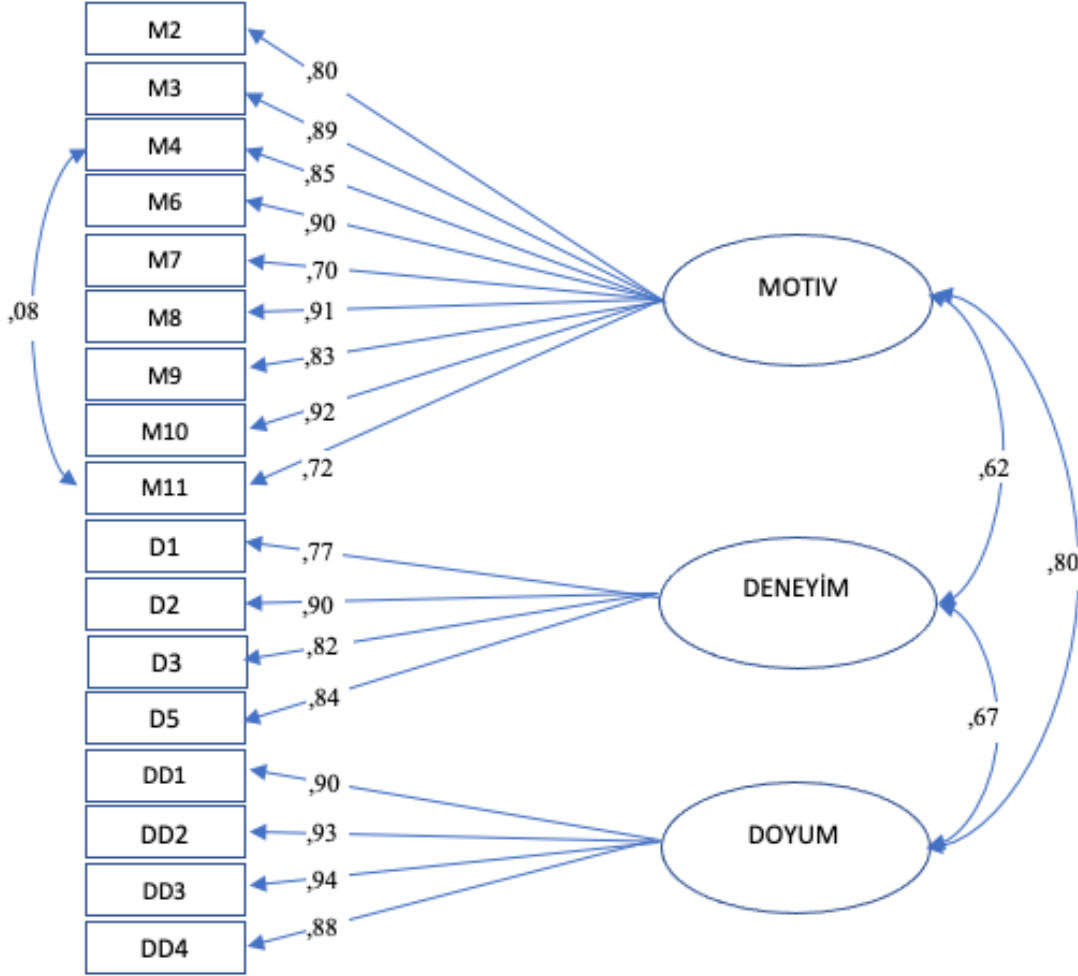 M2
,80
M3
,89
M4
,85
M6
,90
M7
,70
MOTIV
M8
,91
,08
M9
,83
M10
,92
M11
,72
,62
D1
,77
,80
D2
,90
DENEYİM
D3
,82
D5
,84
,67
DD1
,90
DD2
,93
DOYUM
DD3
,94
DD4
,88